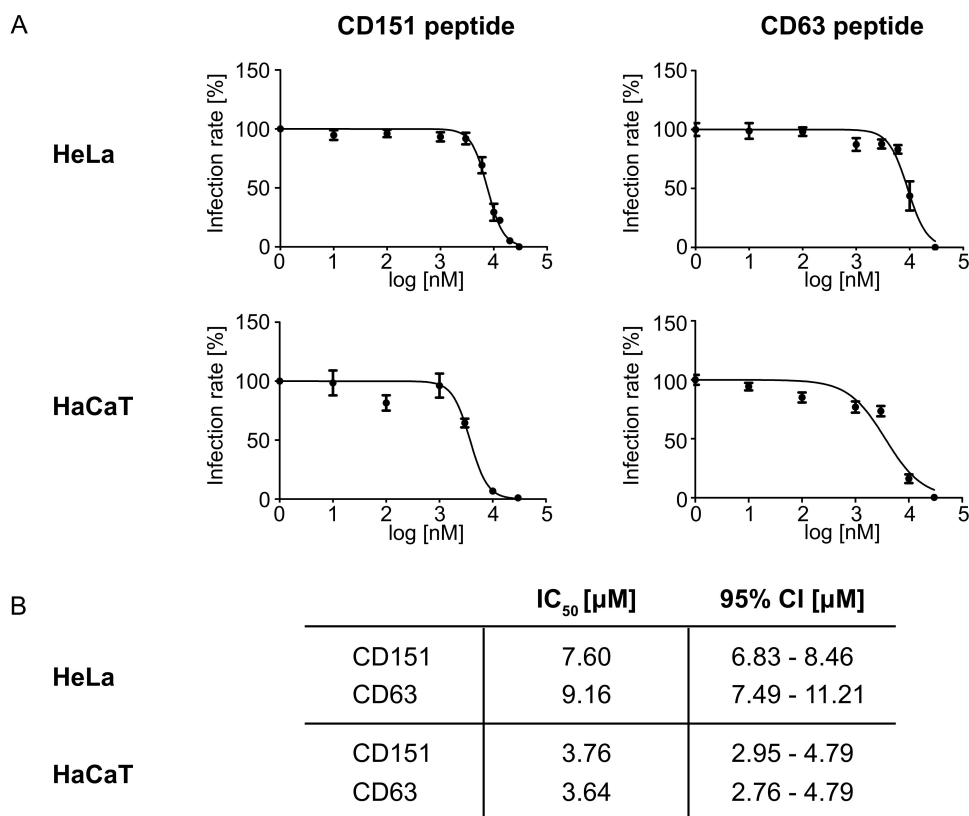 A
CD151 peptide
CD63 peptide
HeLa
Infection rate [%]
150
100
50
0
0 1 2 3 4 5
log [nM]
Infection rate [%]
150
100
50
0
0 1 2 3 4 5
log [nM]
HaCaT
Infection rate [%]
150
100
50
0
0 1 2 3 4 5
log [nM]
Infection rate [%]
150
100
50
0
0 1 2 3 4 5
log [nM]
B
IC50 [µM] 95% CI [µM]
HeLa
CD151 7.60 6.83 - 8.46
CD63 9.16 7.49 - 11.21
HaCaT
CD151 3.76 2.95 - 4.79
CD63 3.64 2.76 - 4.79